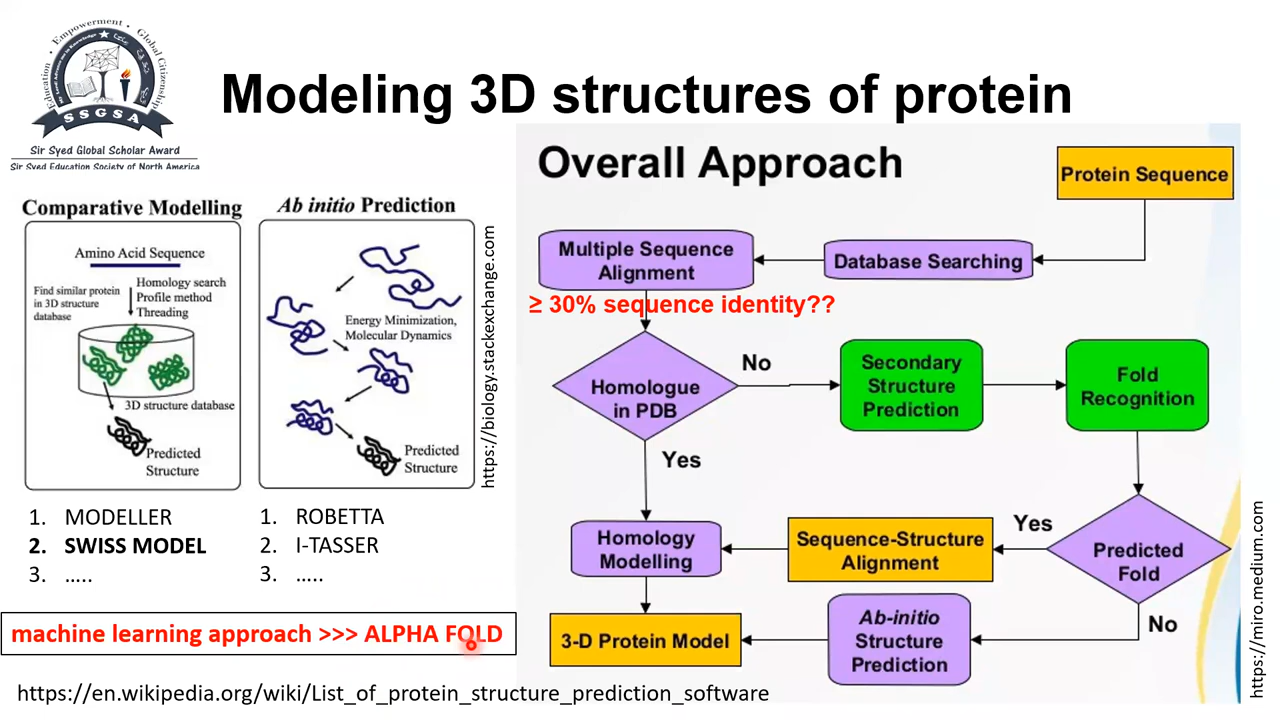 Education, Empowerment, Global Citizenship
SSGSA
Sir Syed Global Scholar Award
Sir Syed Education Society of North America
Modeling 3D structures of protein
Comparative Modelling
Amino Acid Sequence
Find similar protein
in 3D structure
database
Homology search
Profile method
Threading
3D structure database
Predicted
Structure
1. MODELLER
2. SWISS MODEL
3. .....
Ab initio Prediction
Energy Minimization,
Molecular Dynamics
Predicted
Structure
1. ROBETTA
2. I-TASSER
3. .....
https://biology.stackexchange.com
machine learning approach >>> ALPHA FOLD
https://en.wikipedia.org/wiki/List_of_protein_structure_prediction_software
Overall Approach
Protein Sequence
Database Searching
Multiple Sequence
Alignment
≥ 30% sequence identity??
Homologue
in PDB
No
Secondary
Structure
Prediction
Fold
Recognition
Yes
Predicted
Fold
Yes
Sequence-Structure
Alignment
Homology
Modelling
No
Ab-initio
Structure
Prediction
3-D Protein Model
https://miro.medium.com